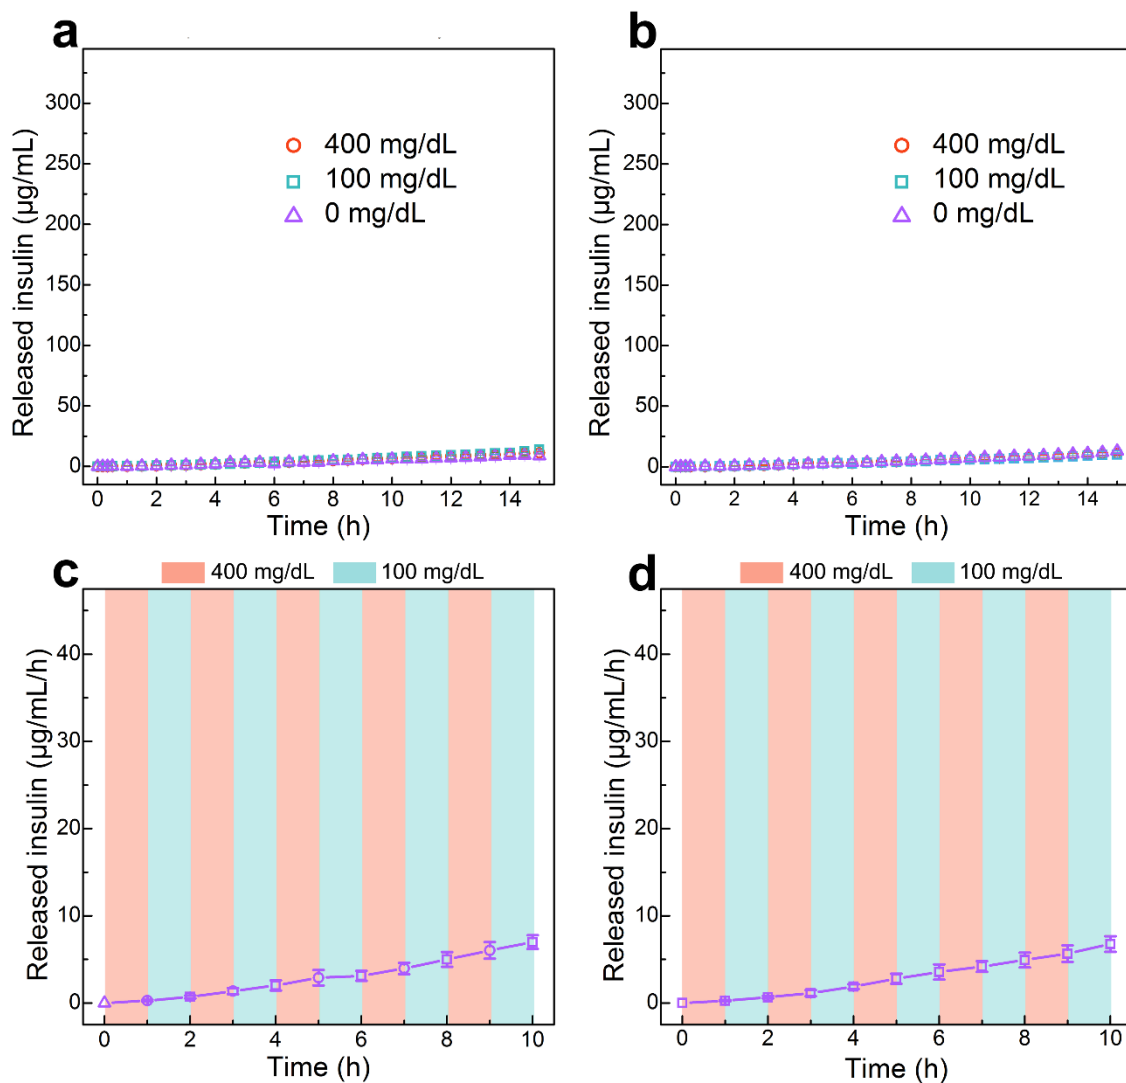 a
Released insulin (µg/mL)
300
250
200
150
100
50
0
400 mg/dL
100 mg/dL
0 mg/dL
0 2 4 6 8 10 12 14
Time (h)
b
Released insulin (µg/mL)
300
250
200
150
100
50
0
400 mg/dL
100 mg/dL
0 mg/dL
0 2 4 6 8 10 12 14
Time (h)
c
400 mg/dL 100 mg/dL
Released insulin (µg/mL/h)
40
30
20
10
0
0 2 4 6 8 10
Time (h)
d
400 mg/dL 100 mg/dL
Released insulin (µg/mL/h)
40
30
20
10
0
0 2 4 6 8 10
Time (h)